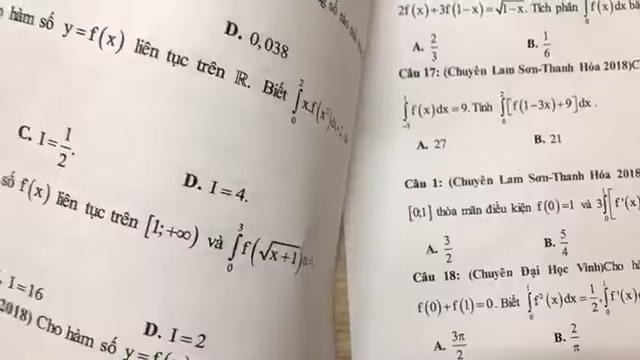 D. 0,038
hàm số y=f(x) liên tục trên ℝ. Biết ∫₀² x.f(x²)dx=2
C. I=1/2.
D. I=4.
số f(x) liên tục trên [1;+∞) và ∫₀³ f(√(x+1))
I=16
D. I=2
2018) Cho hàm số y=f(
2f(x)+3f(1-x)=√(1-x). Tích phân ∫₀¹ f(x)dx
A. 2/3
B. 1/6
Câu 17: (Chuyên Lam Sơn-Thanh Hóa 2018)C
∫₋₅¹ f(x)dx=9. Tính ∫₀² [f(1-3x)+9]dx.
A. 27
B. 21
Câu 1: (Chuyên Lam Sơn-Thanh Hóa 2018
[0;1] thỏa mãn điều kiện f(0)=1 và 3∫₀¹ [f'(x)
A. 3/2
B. 5/4
Câu 18: (Chuyên Đại Học Vinh)Cho h
f(0)+f(1)=0. Biết ∫₀¹ f²(x)dx=1/2, ∫₀¹ f'(x)
A. 3π/2
B. 2/π